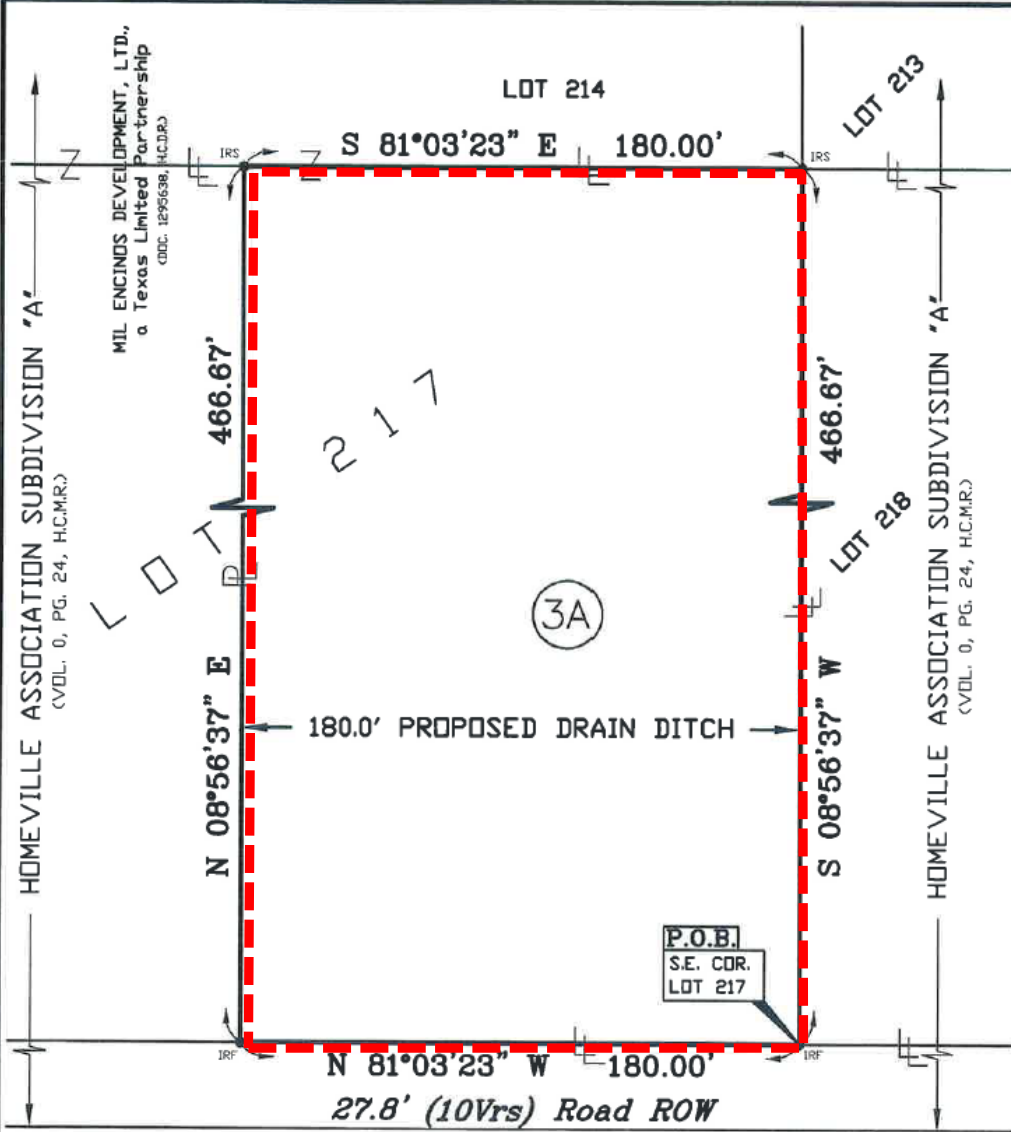 MIL ENCINOS DEVELOPMENT, LTD.,
a Texas Limited Partnership
(DOC. 1295638, H.C.D.R.)
LOT 214
LOT 213
S 81°03'23" E 180.00'
IRS
IRS
HOMEVILLE ASSOCIATION SUBDIVISION "A"
(VOL. 0, PG. 24, H.C.M.R.)
466.67'
N 08°56'37" E
LOT 217
3A
180.0' PROPOSED DRAIN DITCH
466.67'
S 08°56'37" W
LOT 218
HOMEVILLE ASSOCIATION SUBDIVISION "A"
(VOL. 0, PG. 24, H.C.M.R.)
P.O.B.
S.E. COR.
LOT 217
IRF
IRF
N 81°03'23" W 180.00'
27.8' (10Vrs) Road ROW